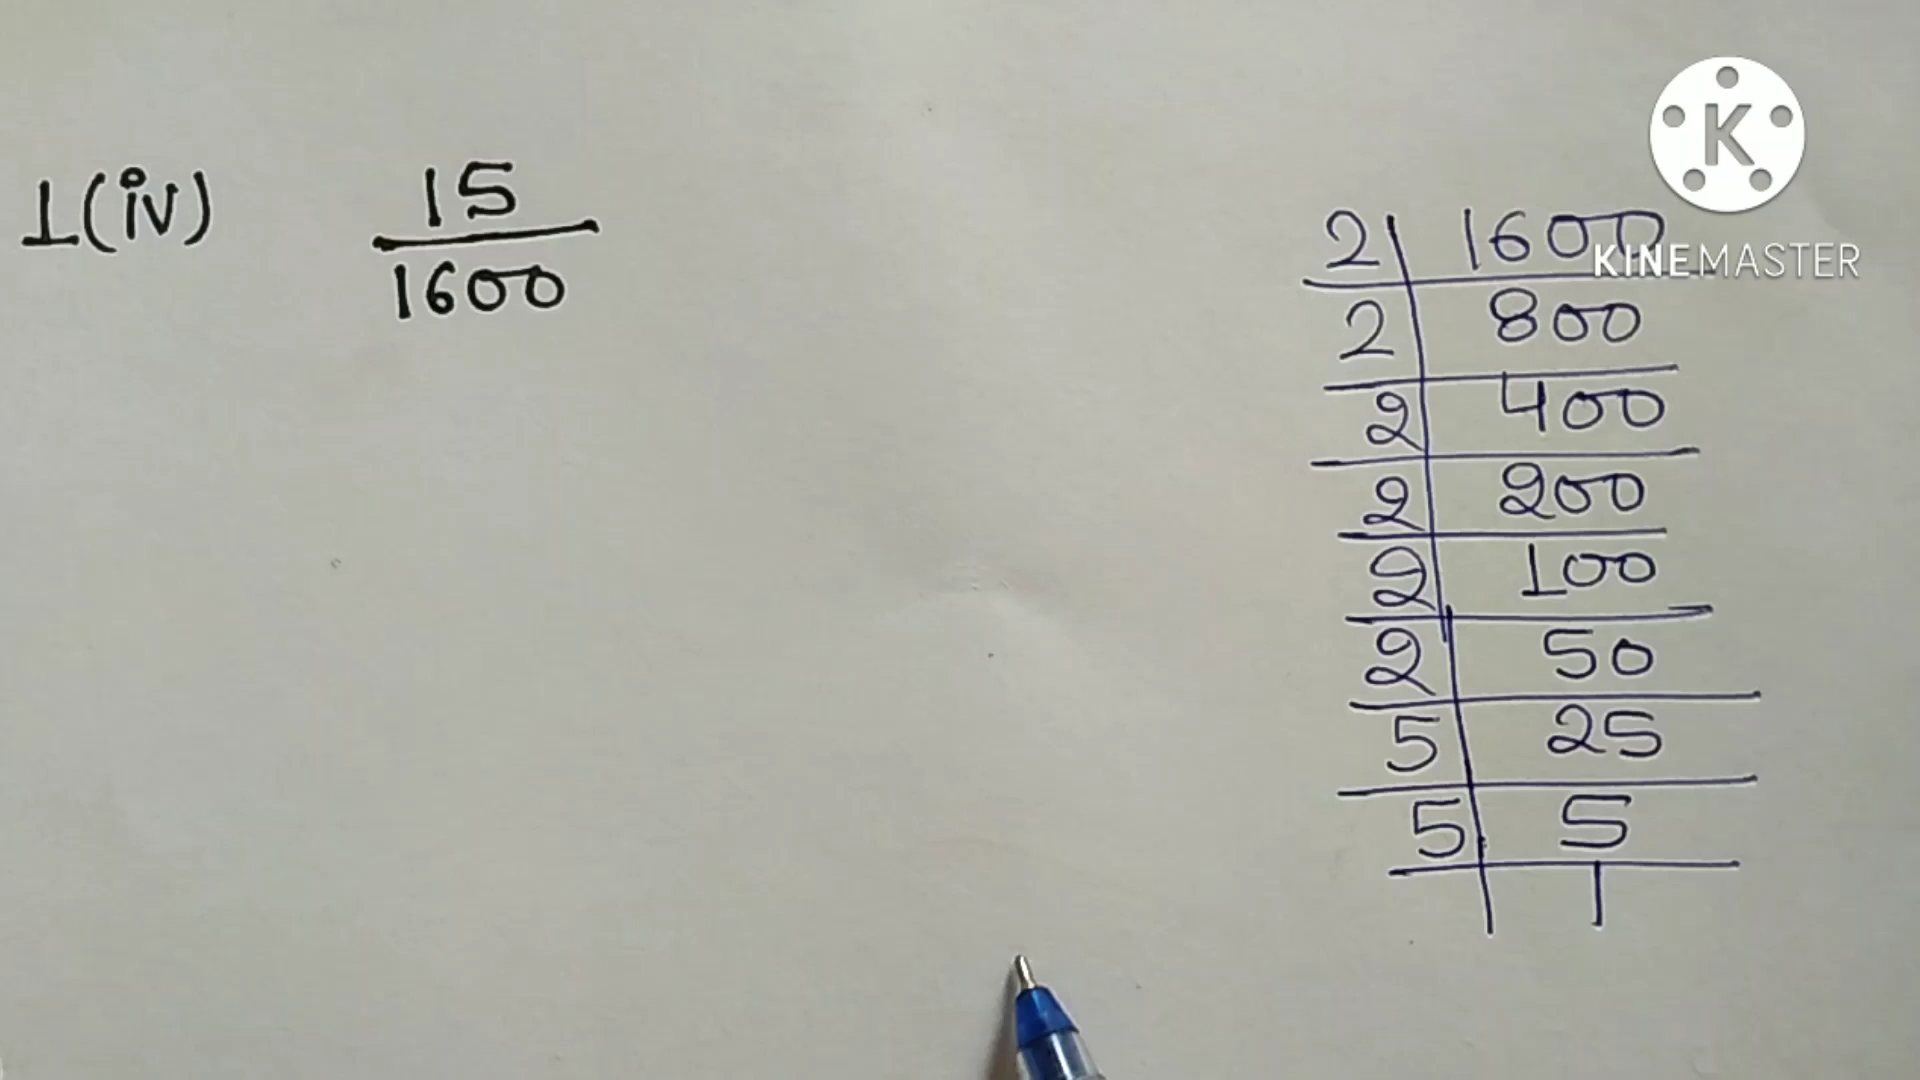 1(iv) 15/1600
2 | 1600
2 | 800
2 | 400
2 | 200
2 | 100
2 | 50
5 | 25
5 | 5
1
K
KINEMASTER